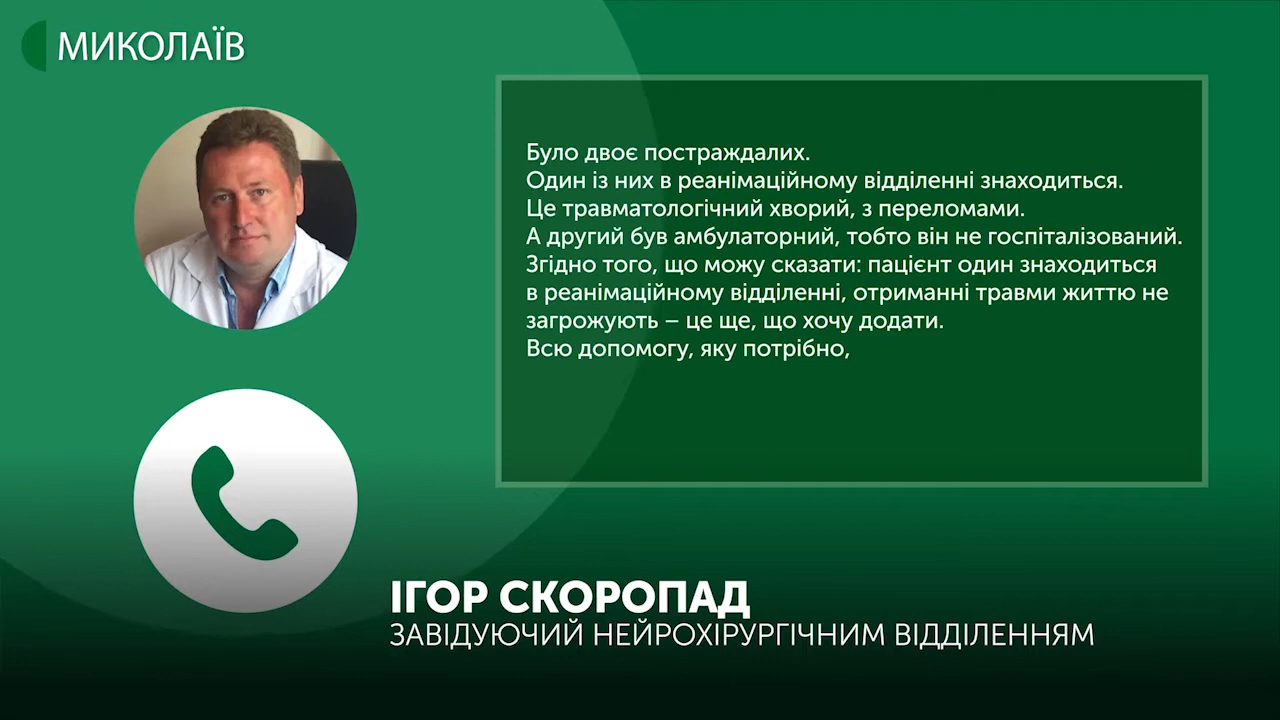 МИКОЛАЇВ
Було двоє постраждалих.
Один із них в реанімаційному відділенні знаходиться.
Це травматологічний хворий, з переломами.
А другий був амбулаторний, тобто він не госпіталізований.
Згідно того, що можу сказати: пацієнт один знаходиться
в реанімаційному відділенні, отриманні травми життю не
загрожують – це ще, що хочу додати.
Всю допомогу, яку потрібно,
ІГОР СКОРОПАД
ЗАВІДУЮЧИЙ НЕЙРОХІРУРГІЧНИМ ВІДДІЛЕННЯМ